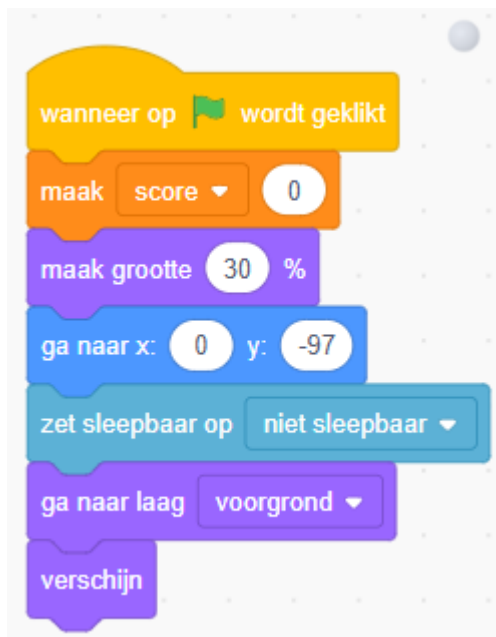 wanneer op wordt geklikt
maak score 0
maak grootte 30 %
ga naar x: 0 y: -97
zet sleepbaar op niet sleepbaar
ga naar laag voorgrond
verschijn